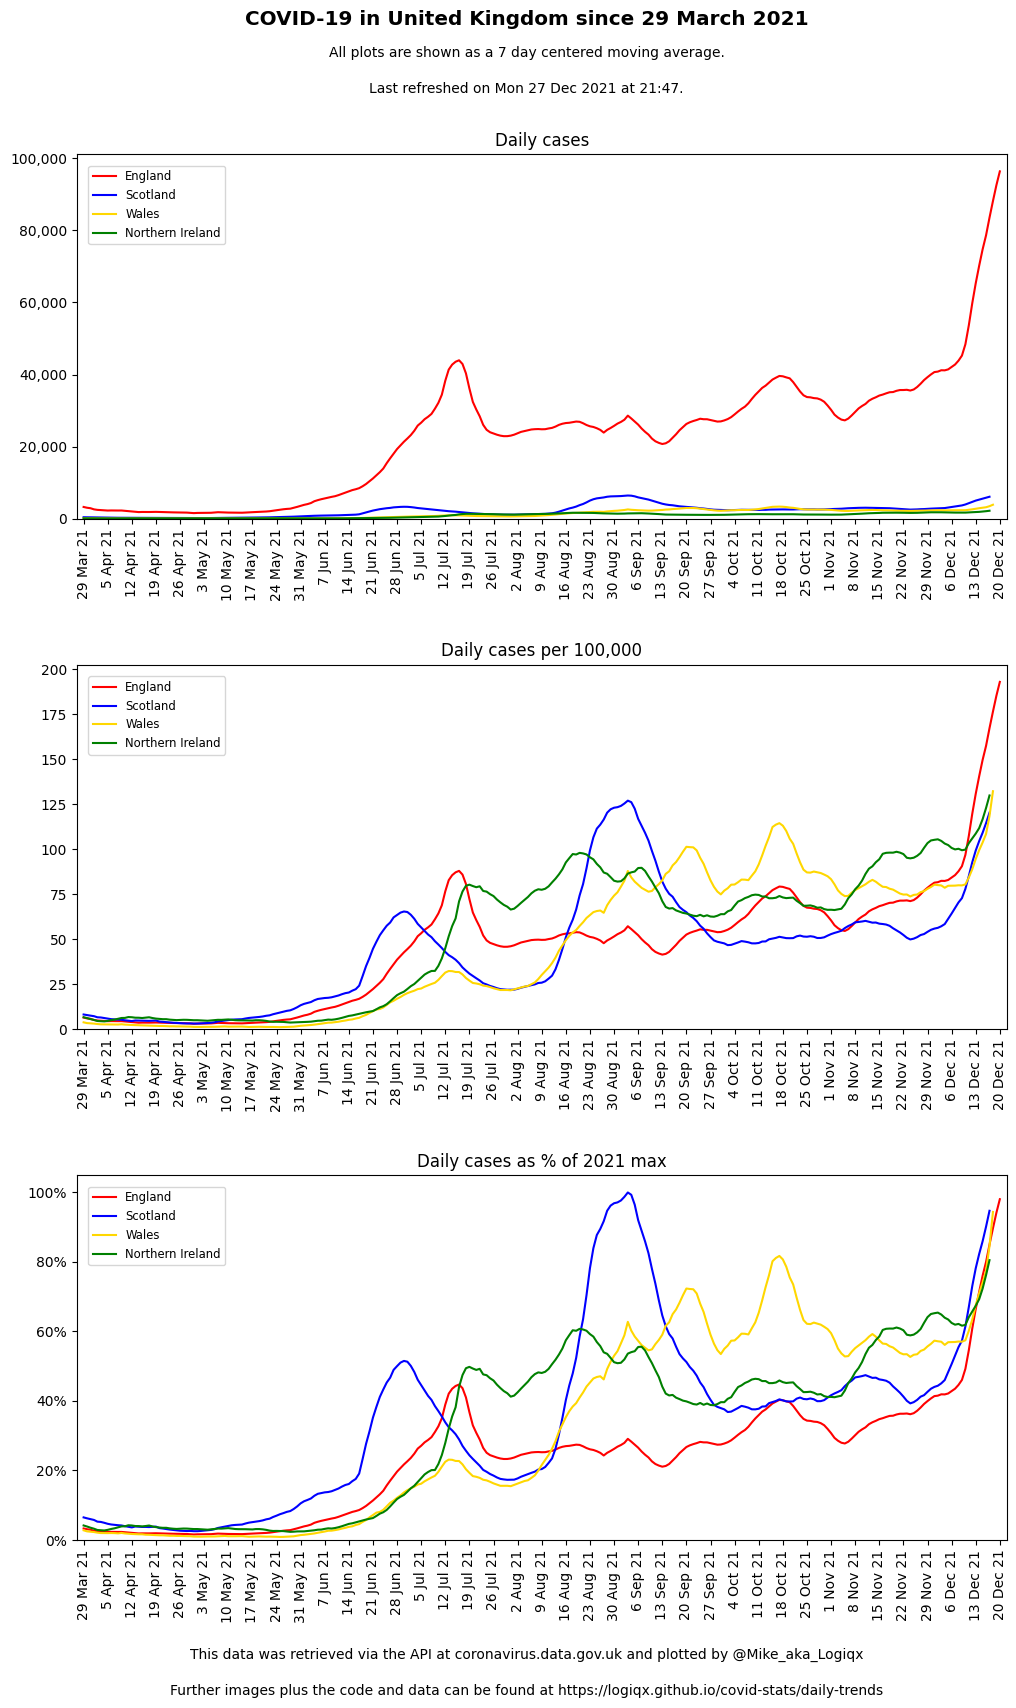 COVID-19 in United Kingdom since 29 March 2021
All plots are shown as a 7 day centered moving average.
Last refreshed on Mon 27 Dec 2021 at 21:47.
Daily cases
100,000
80,000
60,000
40,000
20,000
0
England
Scotland
Wales
Northern Ireland
29 Mar 21
5 Apr 21
12 Apr 21
19 Apr 21
26 Apr 21
3 May 21
10 May 21
17 May 21
24 May 21
31 May 21
7 Jun 21
14 Jun 21
21 Jun 21
28 Jun 21
5 Jul 21
12 Jul 21
19 Jul 21
26 Jul 21
2 Aug 21
9 Aug 21
16 Aug 21
23 Aug 21
30 Aug 21
6 Sep 21
13 Sep 21
20 Sep 21
27 Sep 21
4 Oct 21
11 Oct 21
18 Oct 21
25 Oct 21
1 Nov 21
8 Nov 21
15 Nov 21
22 Nov 21
29 Nov 21
6 Dec 21
13 Dec 21
20 Dec 21
Daily cases per 100,000
200
175
150
125
100
75
50
25
0
England
Scotland
Wales
Northern Ireland
29 Mar 21
5 Apr 21
12 Apr 21
19 Apr 21
26 Apr 21
3 May 21
10 May 21
17 May 21
24 May 21
31 May 21
7 Jun 21
14 Jun 21
21 Jun 21
28 Jun 21
5 Jul 21
12 Jul 21
19 Jul 21
26 Jul 21
2 Aug 21
9 Aug 21
16 Aug 21
23 Aug 21
30 Aug 21
6 Sep 21
13 Sep 21
20 Sep 21
27 Sep 21
4 Oct 21
11 Oct 21
18 Oct 21
25 Oct 21
1 Nov 21
8 Nov 21
15 Nov 21
22 Nov 21
29 Nov 21
6 Dec 21
13 Dec 21
20 Dec 21
Daily cases as % of 2021 max
100%
80%
60%
40%
20%
0%
England
Scotland
Wales
Northern Ireland
29 Mar 21
5 Apr 21
12 Apr 21
19 Apr 21
26 Apr 21
3 May 21
10 May 21
17 May 21
24 May 21
31 May 21
7 Jun 21
14 Jun 21
21 Jun 21
28 Jun 21
5 Jul 21
12 Jul 21
19 Jul 21
26 Jul 21
2 Aug 21
9 Aug 21
16 Aug 21
23 Aug 21
30 Aug 21
6 Sep 21
13 Sep 21
20 Sep 21
27 Sep 21
4 Oct 21
11 Oct 21
18 Oct 21
25 Oct 21
1 Nov 21
8 Nov 21
15 Nov 21
22 Nov 21
29 Nov 21
6 Dec 21
13 Dec 21
20 Dec 21
This data was retrieved via the API at coronavirus.data.gov.uk and plotted by @Mike_aka_Logiqx
Further images plus the code and data can be found at https://logiqx.github.io/covid-stats/daily-trends